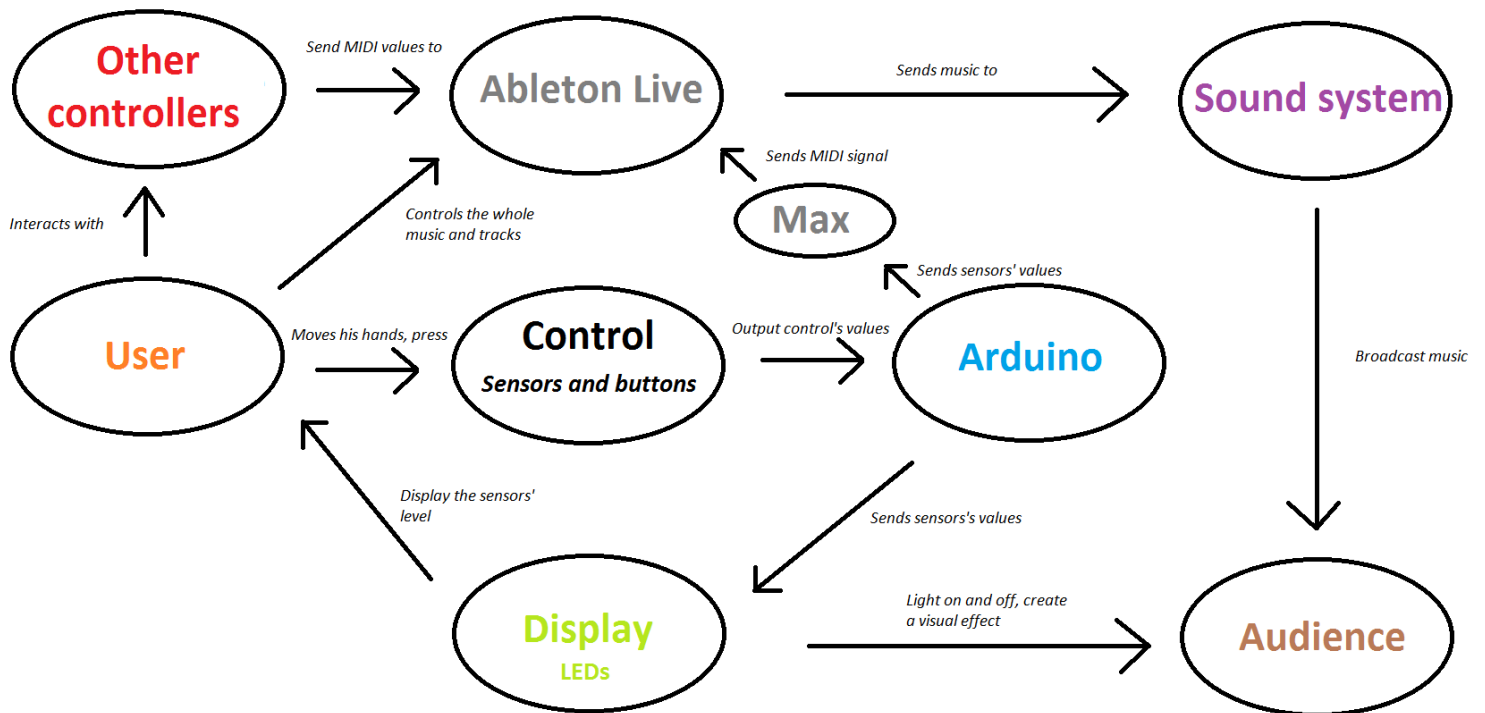 Other
controllers
Send MIDI values to
Ableton Live
Sends music to
Sound system
Sends MIDI signal
Max
Interacts with
Controls the whole
music and tracks
Sends sensors' values
User
Moves his hands, press
Control
Sensors and buttons
Output control's values
Arduino
Broadcast music
Display the sensors'
level
Sends sensors's values
Display
LEDs
Light on and off, create
a visual effect
Audience